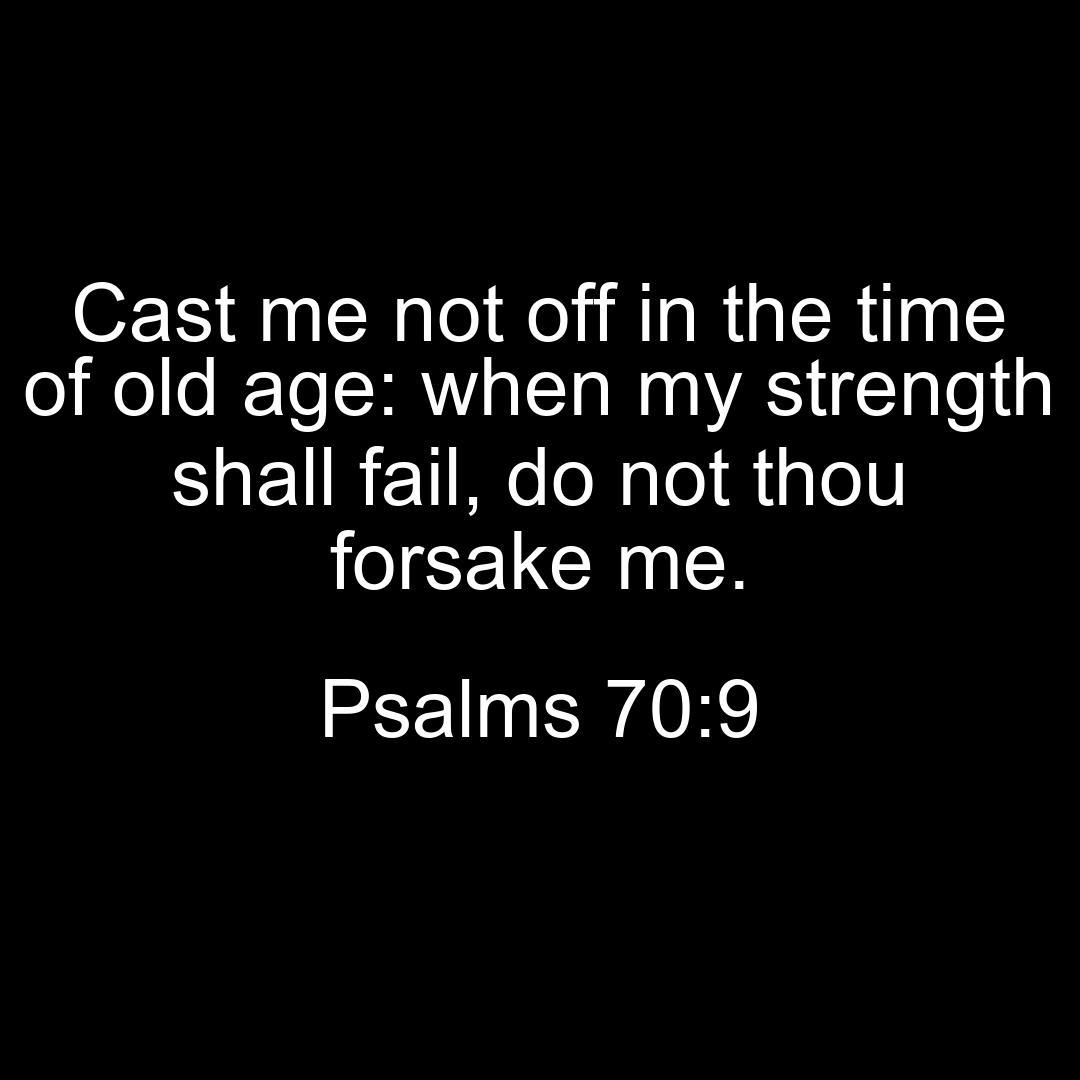 Cast me not off in the time
of old age: when my strength
shall fail, do not thou
forsake me.
Psalms 70:9